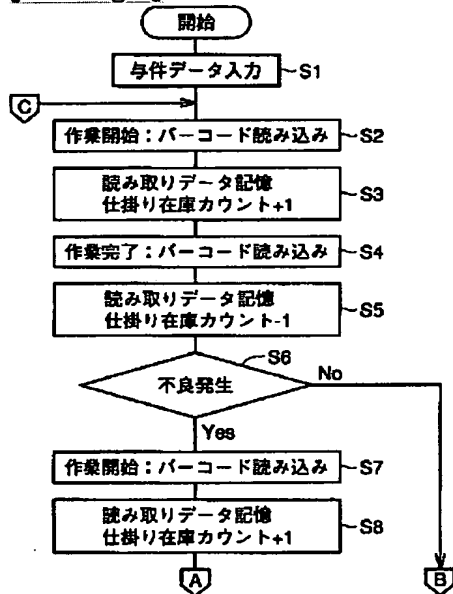 開始
与件データ入力 S1
C
作業開始：バーコード読み込み S2
読み取りデータ記憶
仕掛り在庫カウント+1 S3
作業完了：バーコード読み込み S4
読み取りデータ記憶
仕掛り在庫カウント-1 S5
S6
不良発生 No
Yes
作業開始：バーコード読み込み S7
読み取りデータ記憶
仕掛り在庫カウント+1 S8
A B